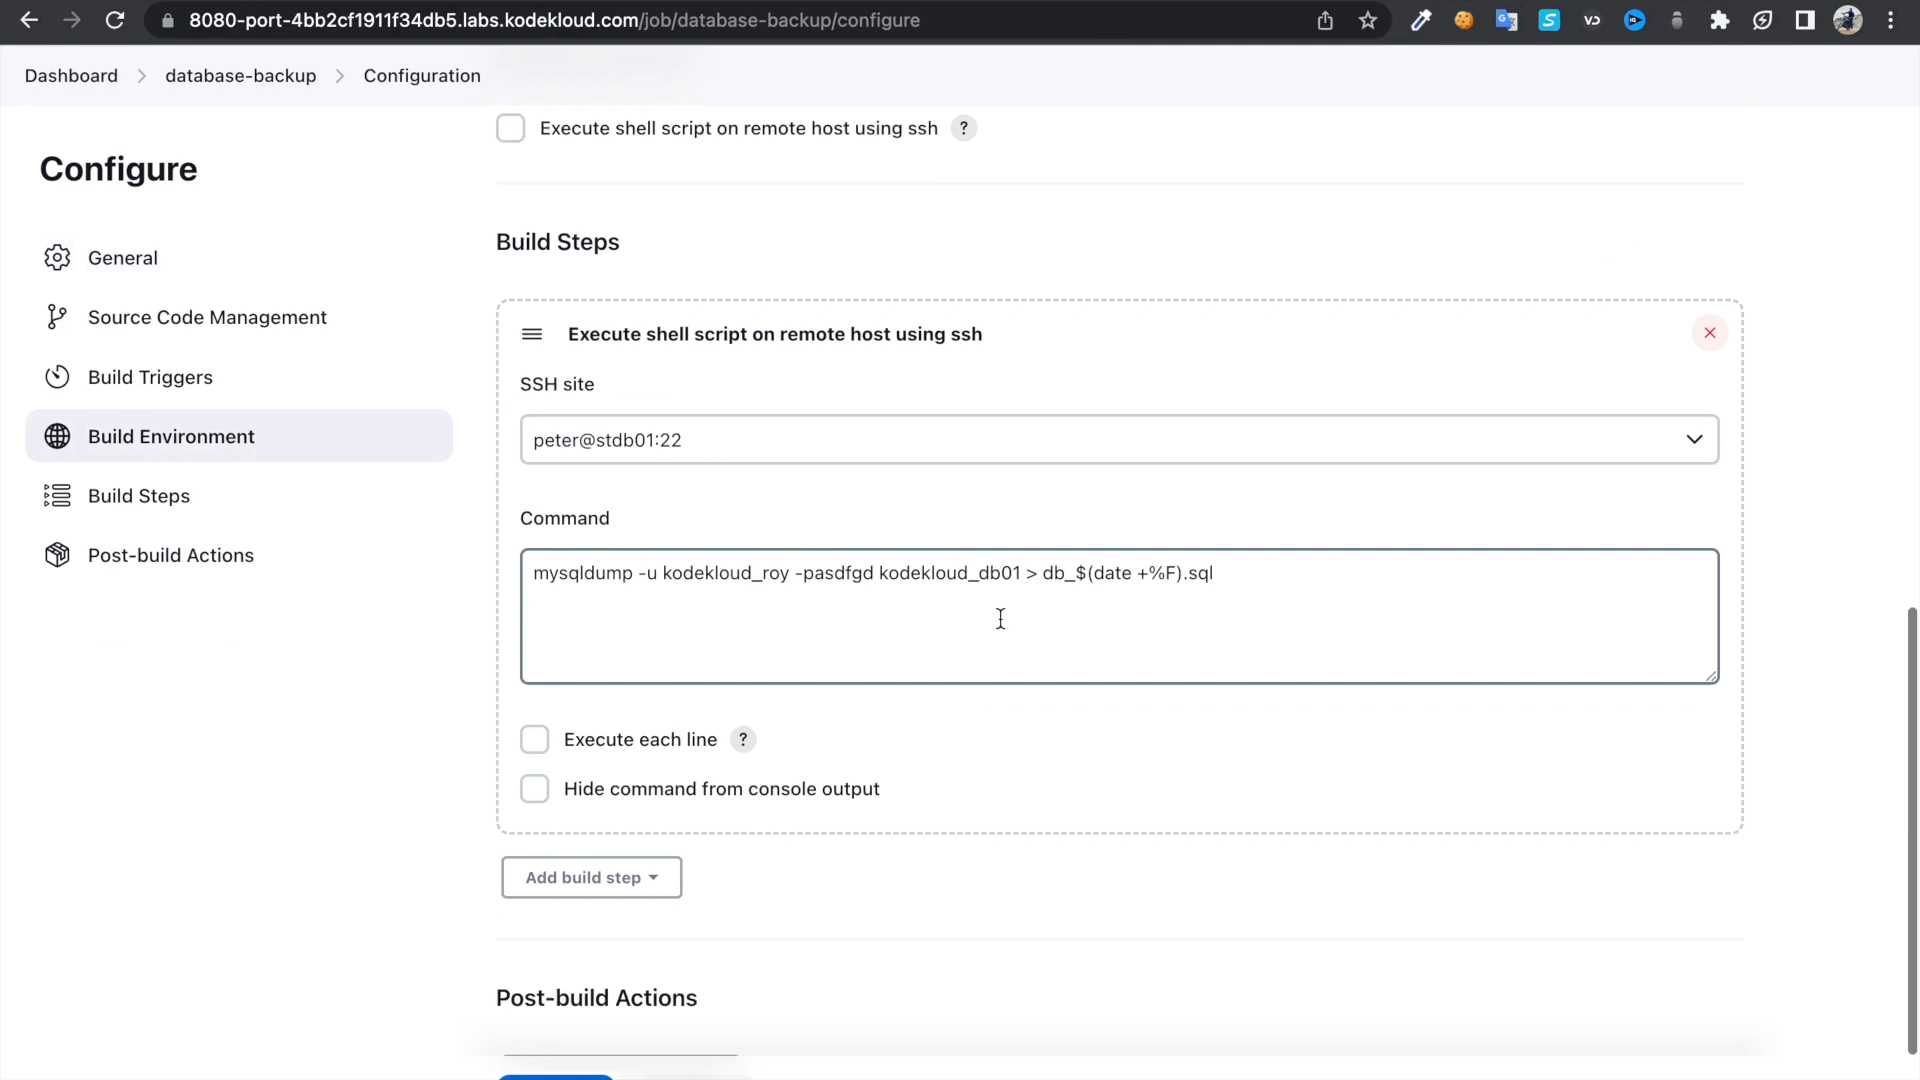 8080-port-4bb2cf1911f34db5.labs.kodekloud.com/job/database-backup/configure
Dashboard > database-backup > Configuration
Configure
General
Source Code Management
Build Triggers
Build Environment
Build Steps
Post-build Actions
Execute shell script on remote host using ssh ?
Build Steps
Execute shell script on remote host using ssh
SSH site
peter@stdb01:22
Command
mysqldump -u kodekloud_roy -pasdfgd kodekloud_db01 > db_$(date +%F).sql
Execute each line ?
Hide command from console output
Add build step
Post-build Actions